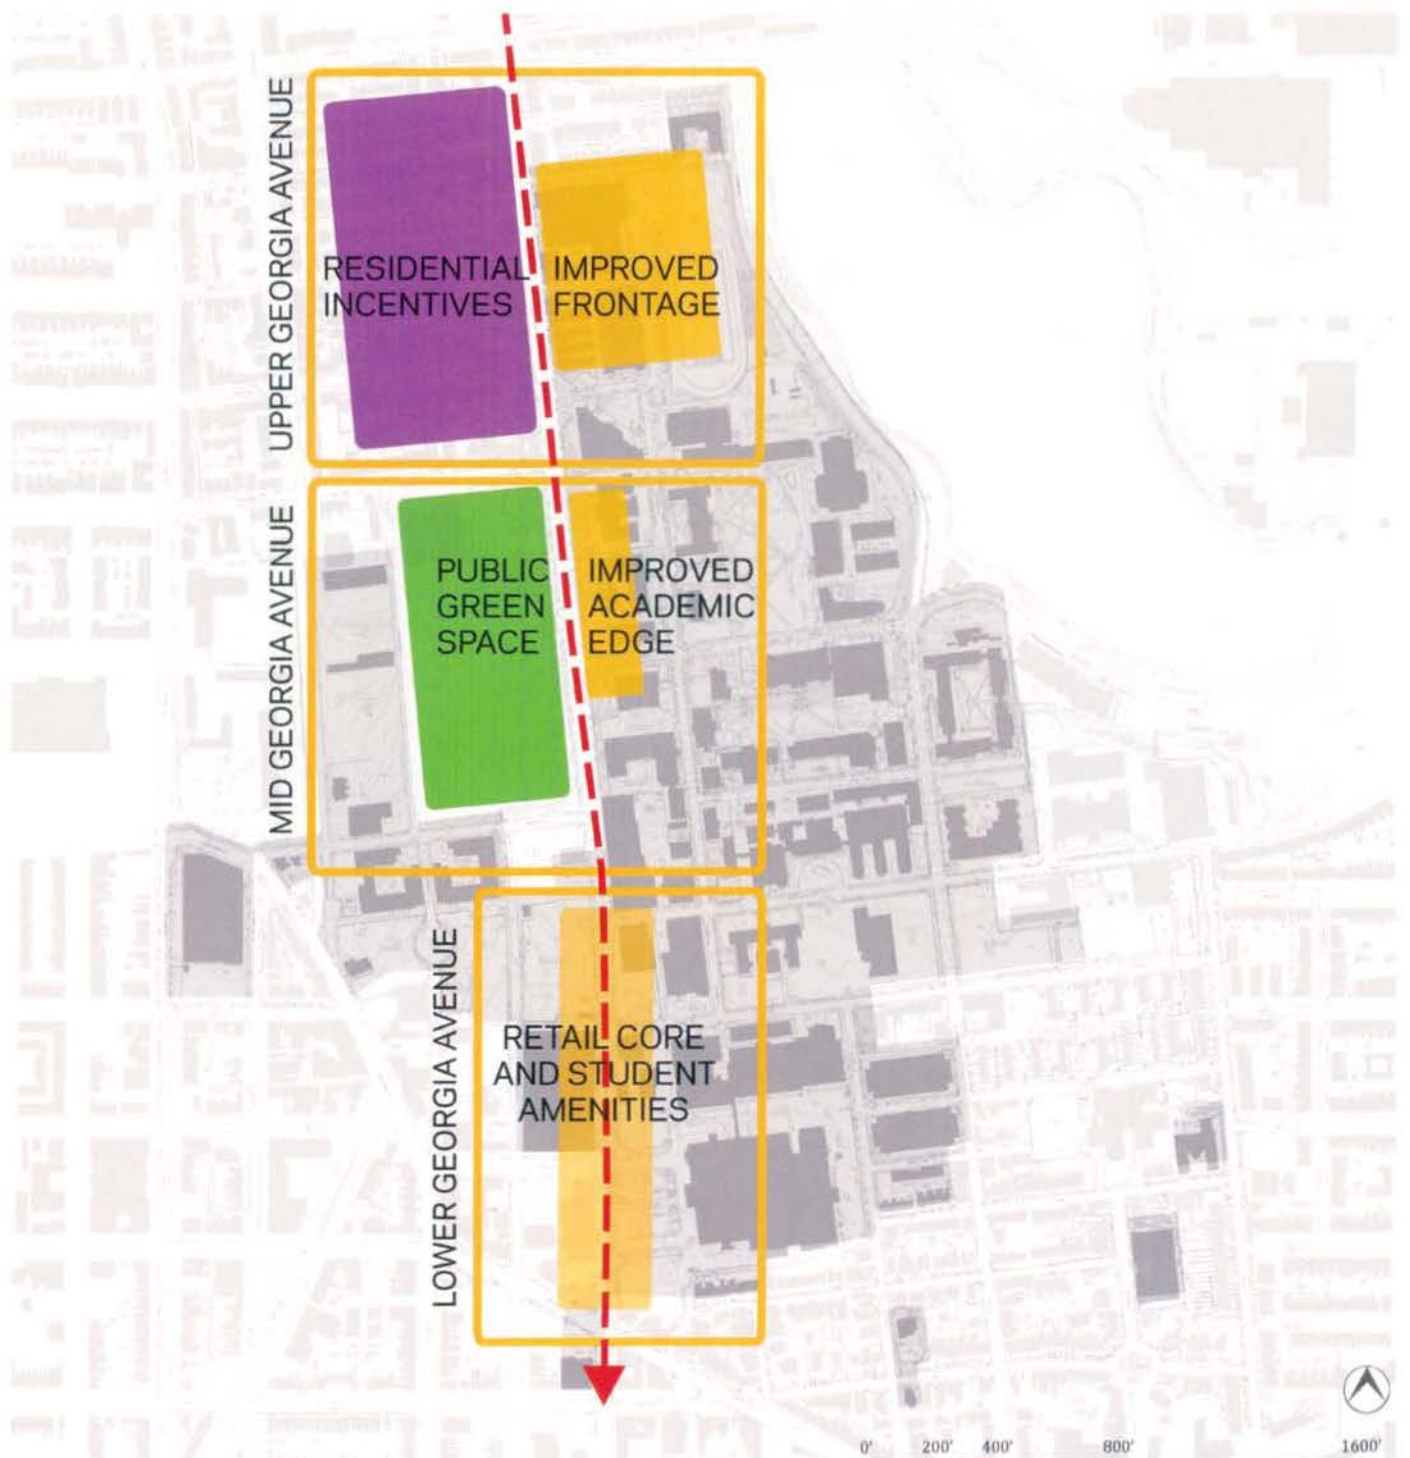 UPPER GEORGIA AVENUE
RESIDENTIAL
INCENTIVES
IMPROVED
FRONTAGE
MID GEORGIA AVENUE
PUBLIC
GREEN
SPACE
IMPROVED
ACADEMIC
EDGE
LOWER GEORGIA AVENUE
RETAIL CORE
AND STUDENT
AMENITIES
0' 200' 400' 800' 1600'